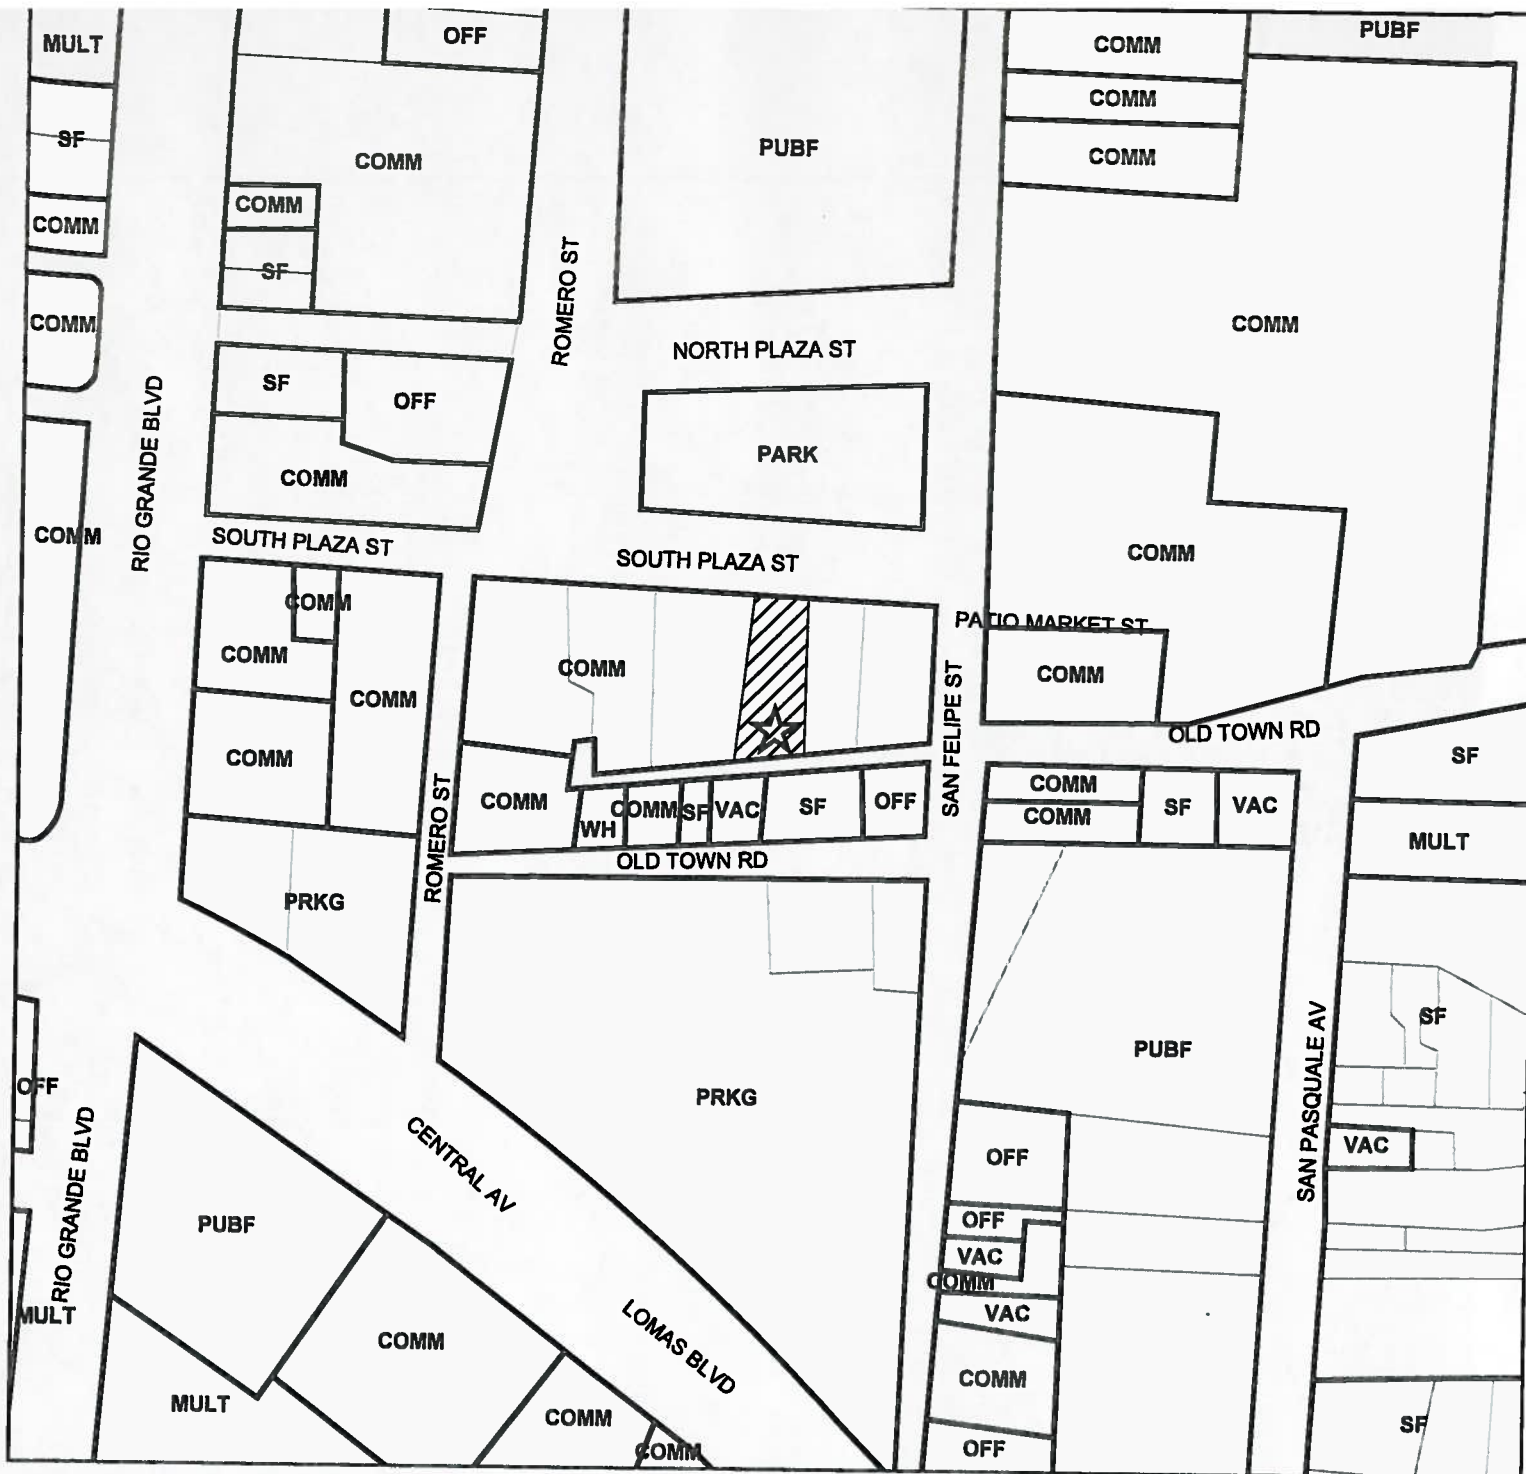 MULT
OFF
COMM
PUBF
COMM
SF
COMM
PUBF
COMM
COMM
COMM
SF
COMM
ROMERO ST
COMM
COMM
NORTH PLAZA ST
SF
OFF
RIO GRANDE BLVD
PARK
COMM
COMM
SOUTH PLAZA ST
SOUTH PLAZA ST
COMM
COMM
PATIO MARKET ST
COMM
COMM
COMM
COMM
COMM
SAN FELIPE ST
OLD TOWN RD
SF
COMM
ROMERO ST
COMM
WH
COMM
SF
VAC
SF
OFF
COMM
COMM
SF
VAC
MULT
OLD TOWN RD
PRKG
SF
PUBF
SAN PASQUALE AV
OFF
PRKG
RIO GRANDE BLVD
CENTRAL AV
VAC
OFF
PUBF
OFF
VAC
COMM
VAC
MULT
COMM
LOMAS BLVD
COMM
MULT
COMM
COMM
OFF
SF